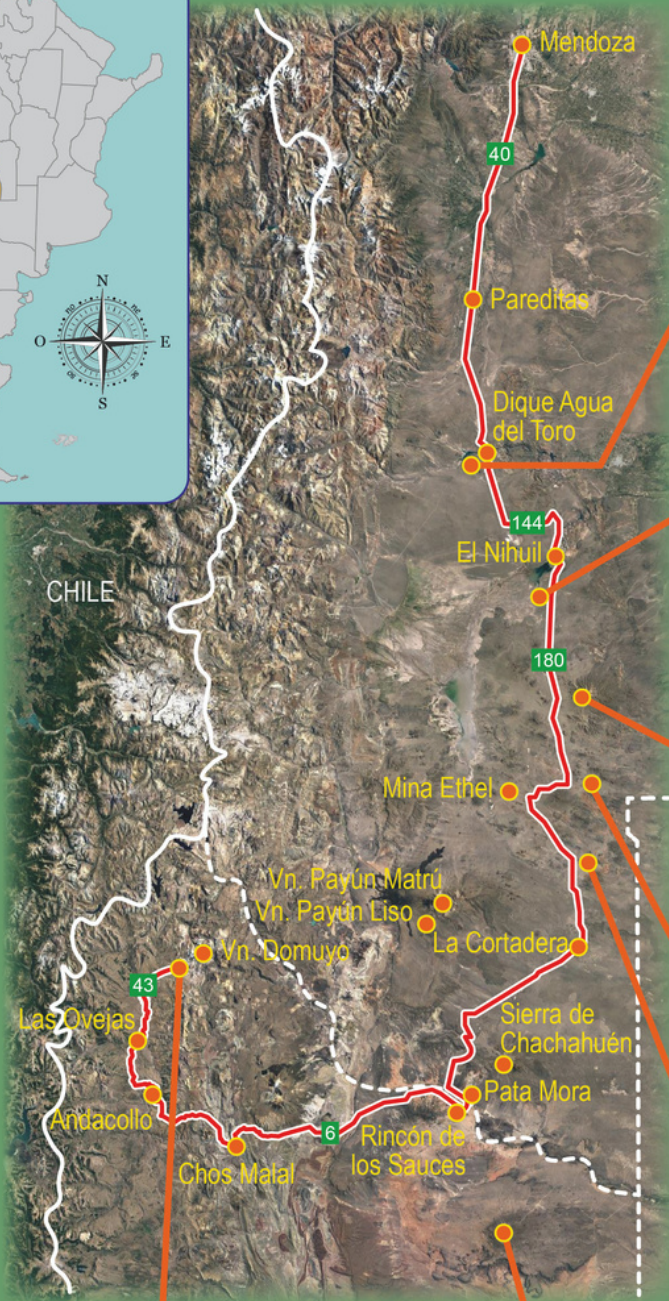 Mendoza
40
Pareditas
N
O
E
S
Dique Agua
del Toro
144
El Nihuil
CHILE
180
Mina Ethel
Vn. Payún Matrú
Vn. Payún Liso
La Cortadera
Vn. Domuyo
43
Las Ovejas
Sierra de
Chachahuén
Andacollo
Pata Mora
6
Rincón de
los Sauces
Chos Malal